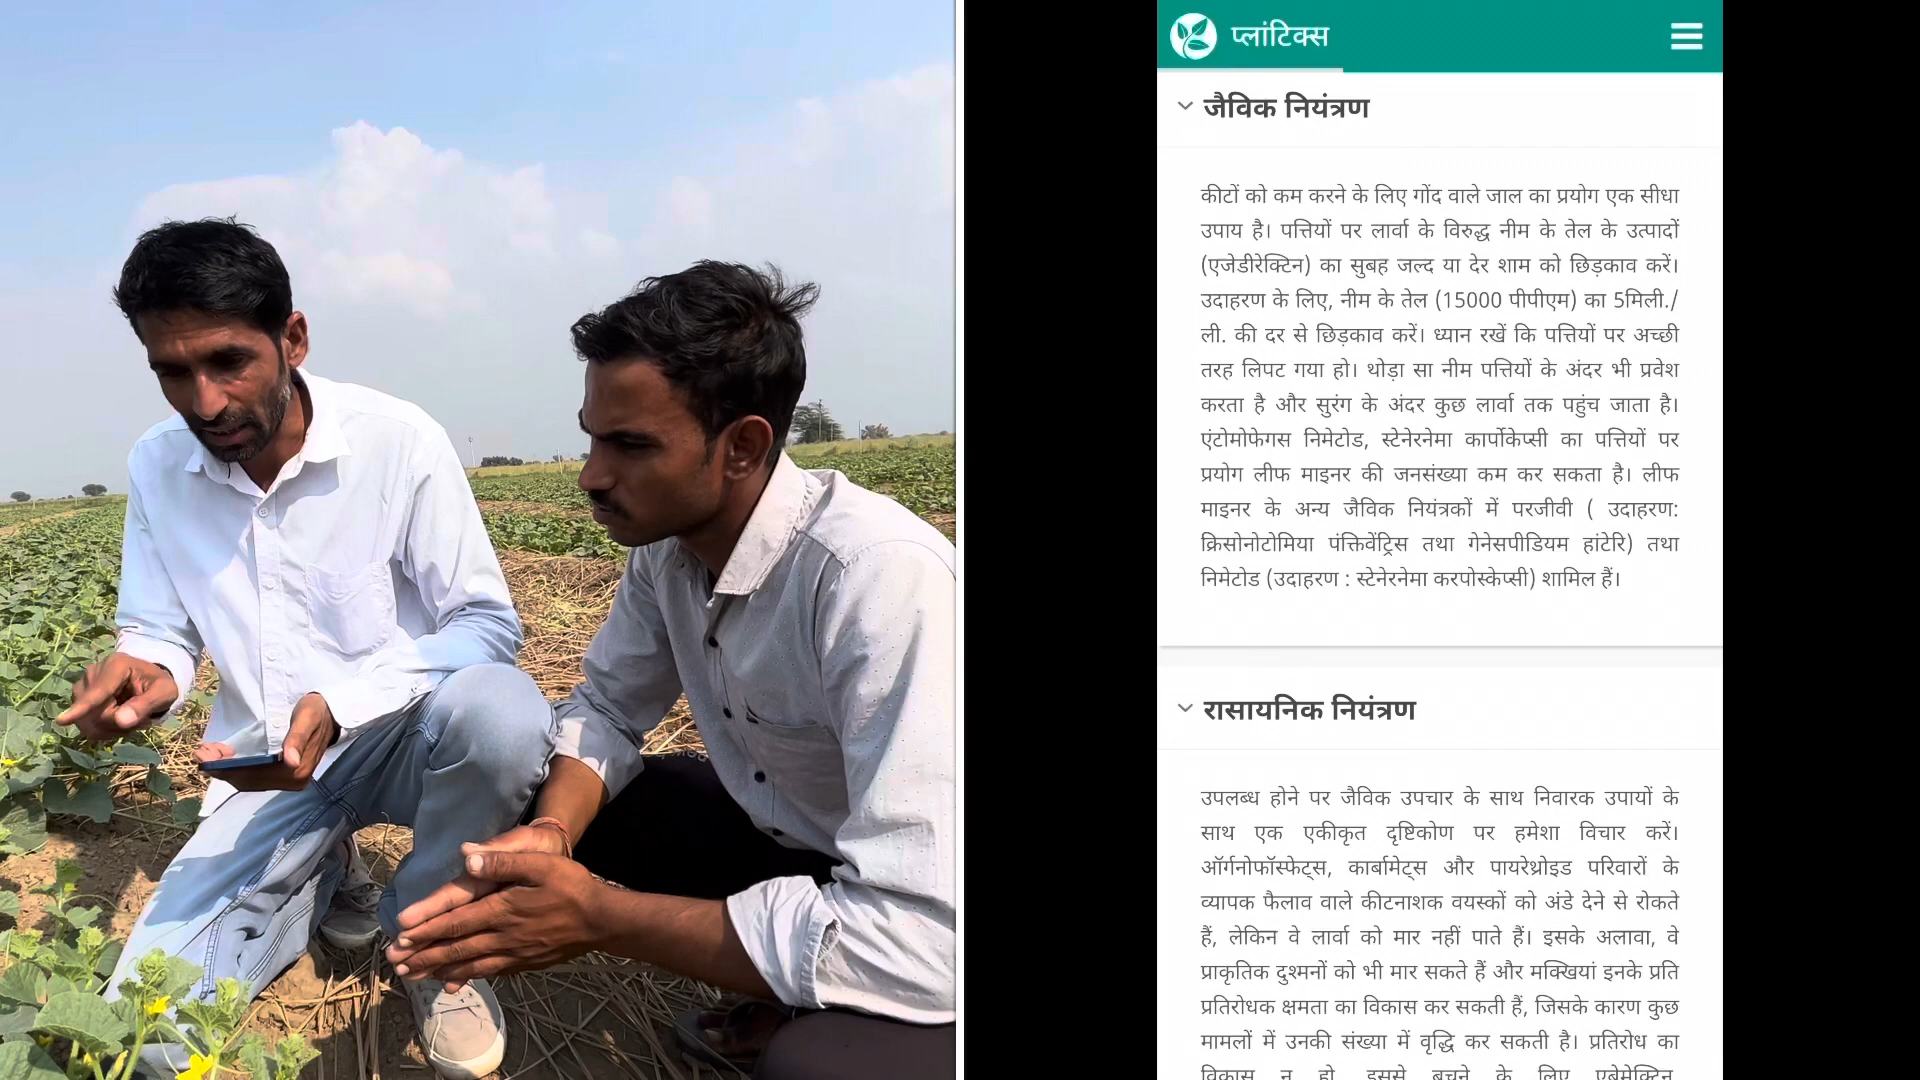 प्लांटिक्स
जैविक नियंत्रण
कीटों को कम करने के लिए गोंद वाले जाल का प्रयोग एक सीधा
उपाय है। पत्तियों पर लार्वा के विरुद्ध नीम के तेल के उत्पादों
(एजेडीरेक्टिन) का सुबह जल्द या देर शाम को छिड़काव करें।
उदाहरण के लिए, नीम के तेल (15000 पीपीएम) का 5मिली./
ली. की दर से छिड़काव करें। ध्यान रखें कि पत्तियों पर अच्छी
तरह लिपट गया हो। थोड़ा सा नीम पत्तियों के अंदर भी प्रवेश
करता है और सुरंग के अंदर कुछ लार्वा तक पहुंच जाता है।
एंटोमोफेगस निमेटोड, स्टेनेरनेमा कार्पोकेप्सी का पत्तियों पर
प्रयोग लीफ माइनर की जनसंख्या कम कर सकता है। लीफ
माइनर के अन्य जैविक नियंत्रकों में परजीवी ( उदाहरण:
क्रिसोनोटोमिया पंक्तिवेंट्रिस तथा गेनेसपीडियम हांटेरि) तथा
निमेटोड (उदाहरण : स्टेनेरनेमा करपोस्केप्सी) शामिल हैं।
रासायनिक नियंत्रण
उपलब्ध होने पर जैविक उपचार के साथ निवारक उपायों के
साथ एक एकीकृत दृष्टिकोण पर हमेशा विचार करें।
ऑर्गनोफॉस्फेट्स, कार्बामेट्स और पायरेथ्रोइड परिवारों के
व्यापक फैलाव वाले कीटनाशक वयस्कों को अंडे देने से रोकते
हैं, लेकिन वे लार्वा को मार नहीं पाते हैं। इसके अलावा, वे
प्राकृतिक दुश्मनों को भी मार सकते हैं और मक्खियां इनके प्रति
प्रतिरोधक क्षमता का विकास कर सकती हैं, जिसके कारण कुछ
मामलों में उनकी संख्या में वृद्धि कर सकती है। प्रतिरोध का
विकास न हो, इससे बचने के लिए एबेमेक्टिन,